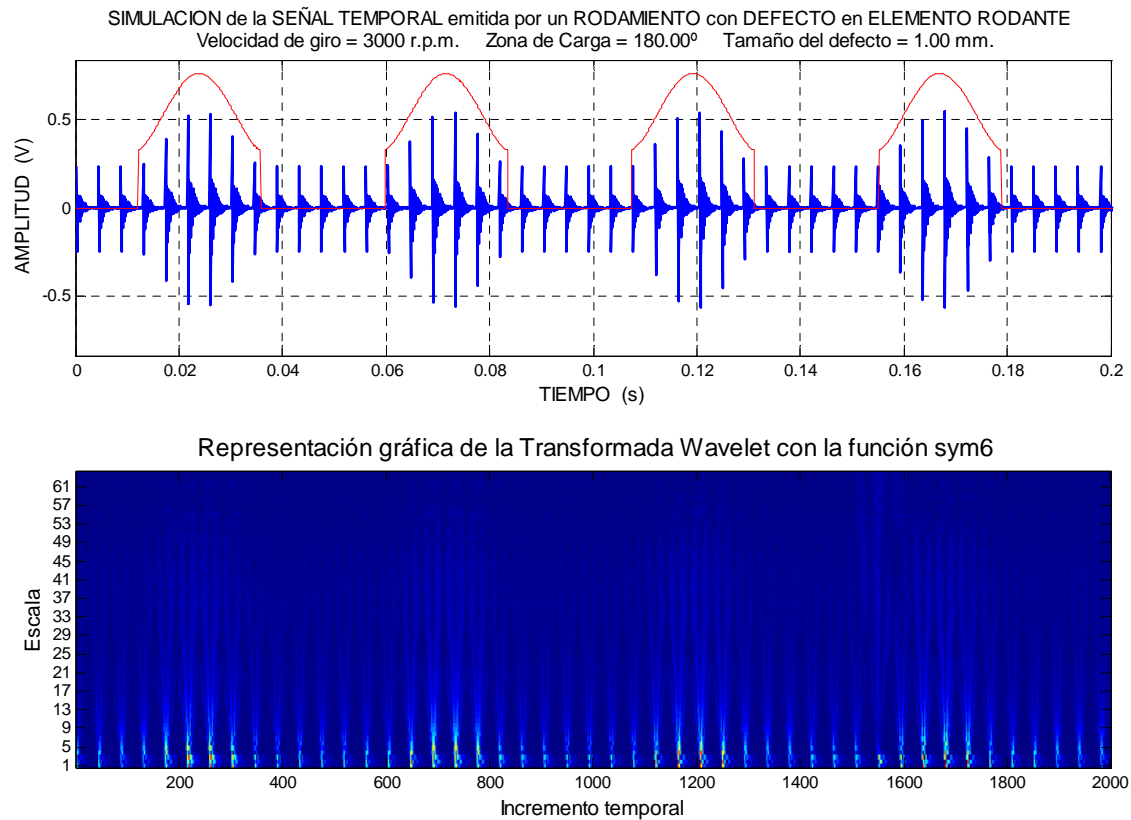 SIMULACION de la SEÑAL TEMPORAL emitida por un RODAMIENTO con DEFECTO en ELEMENTO RODANTE
Velocidad de giro = 3000 r.p.m. Zona de Carga = 180.00º Tamaño del defecto = 1.00 mm.
AMPLITUD (V)
0.5
0
-0.5
0 0.02 0.04 0.06 0.08 0.1 0.12 0.14 0.16 0.18 0.2
TIEMPO (s)
Representación gráfica de la Transformada Wavelet con la función sym6
Escala
61
57
53
49
45
41
37
33
29
25
21
17
13
9
5
1
200 400 600 800 1000 1200 1400 1600 1800 2000
Incremento temporal